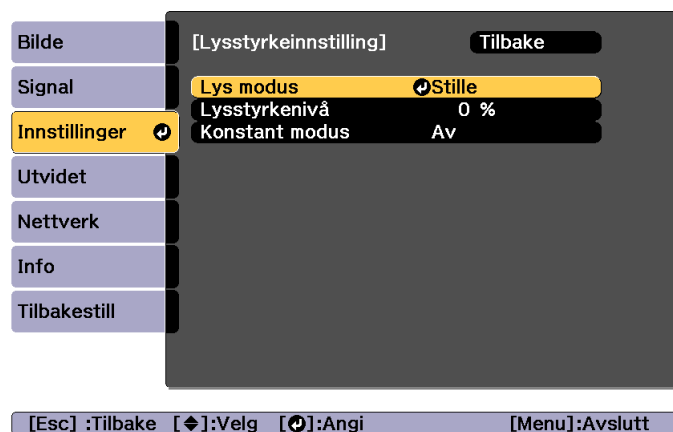 Bilde
Signal
Innstillinger
Utvidet
Nettverk
Info
Tilbakestill
[Lysstyrkeinnstilling] Tilbake
Lys modus Stille
Lysstyrkenivå 0 %
Konstant modus Av
[Esc] :Tilbake [◆]:Velg [↵]:Angi [Menu]:Avslutt